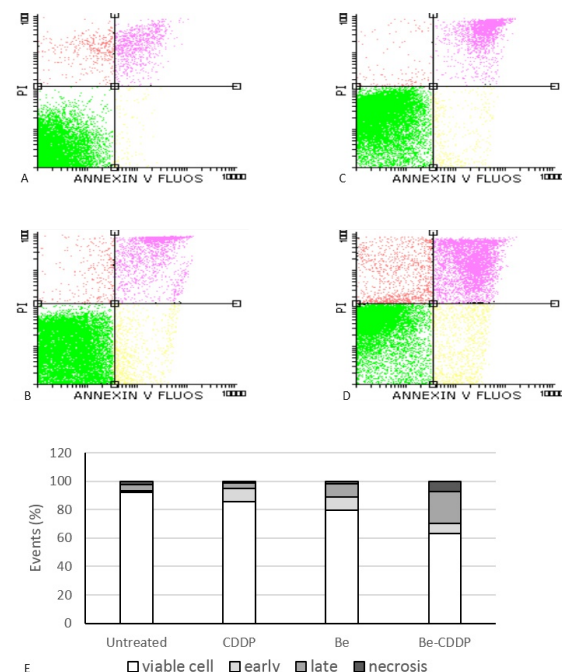 PI
A
ANNEXIN V FLUOS
PI
C
ANNEXIN V FLUOS
PI
B
ANNEXIN V FLUOS
PI
D
ANNEXIN V FLUOS
120
100
80
60
40
20
0
Events (%)
Untreated CDDP Be Be-CDDP
E
viable cell early late necrosis